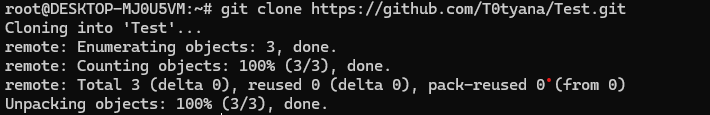 root@DESKTOP-MJ0U5VM:~# git clone https://github.com/T0tyana/Test.git
Cloning into 'Test'...
remote: Enumerating objects: 3, done.
remote: Counting objects: 100% (3/3), done.
remote: Total 3 (delta 0), reused 0 (delta 0), pack-reused 0 (from 0)
Unpacking objects: 100% (3/3), done.